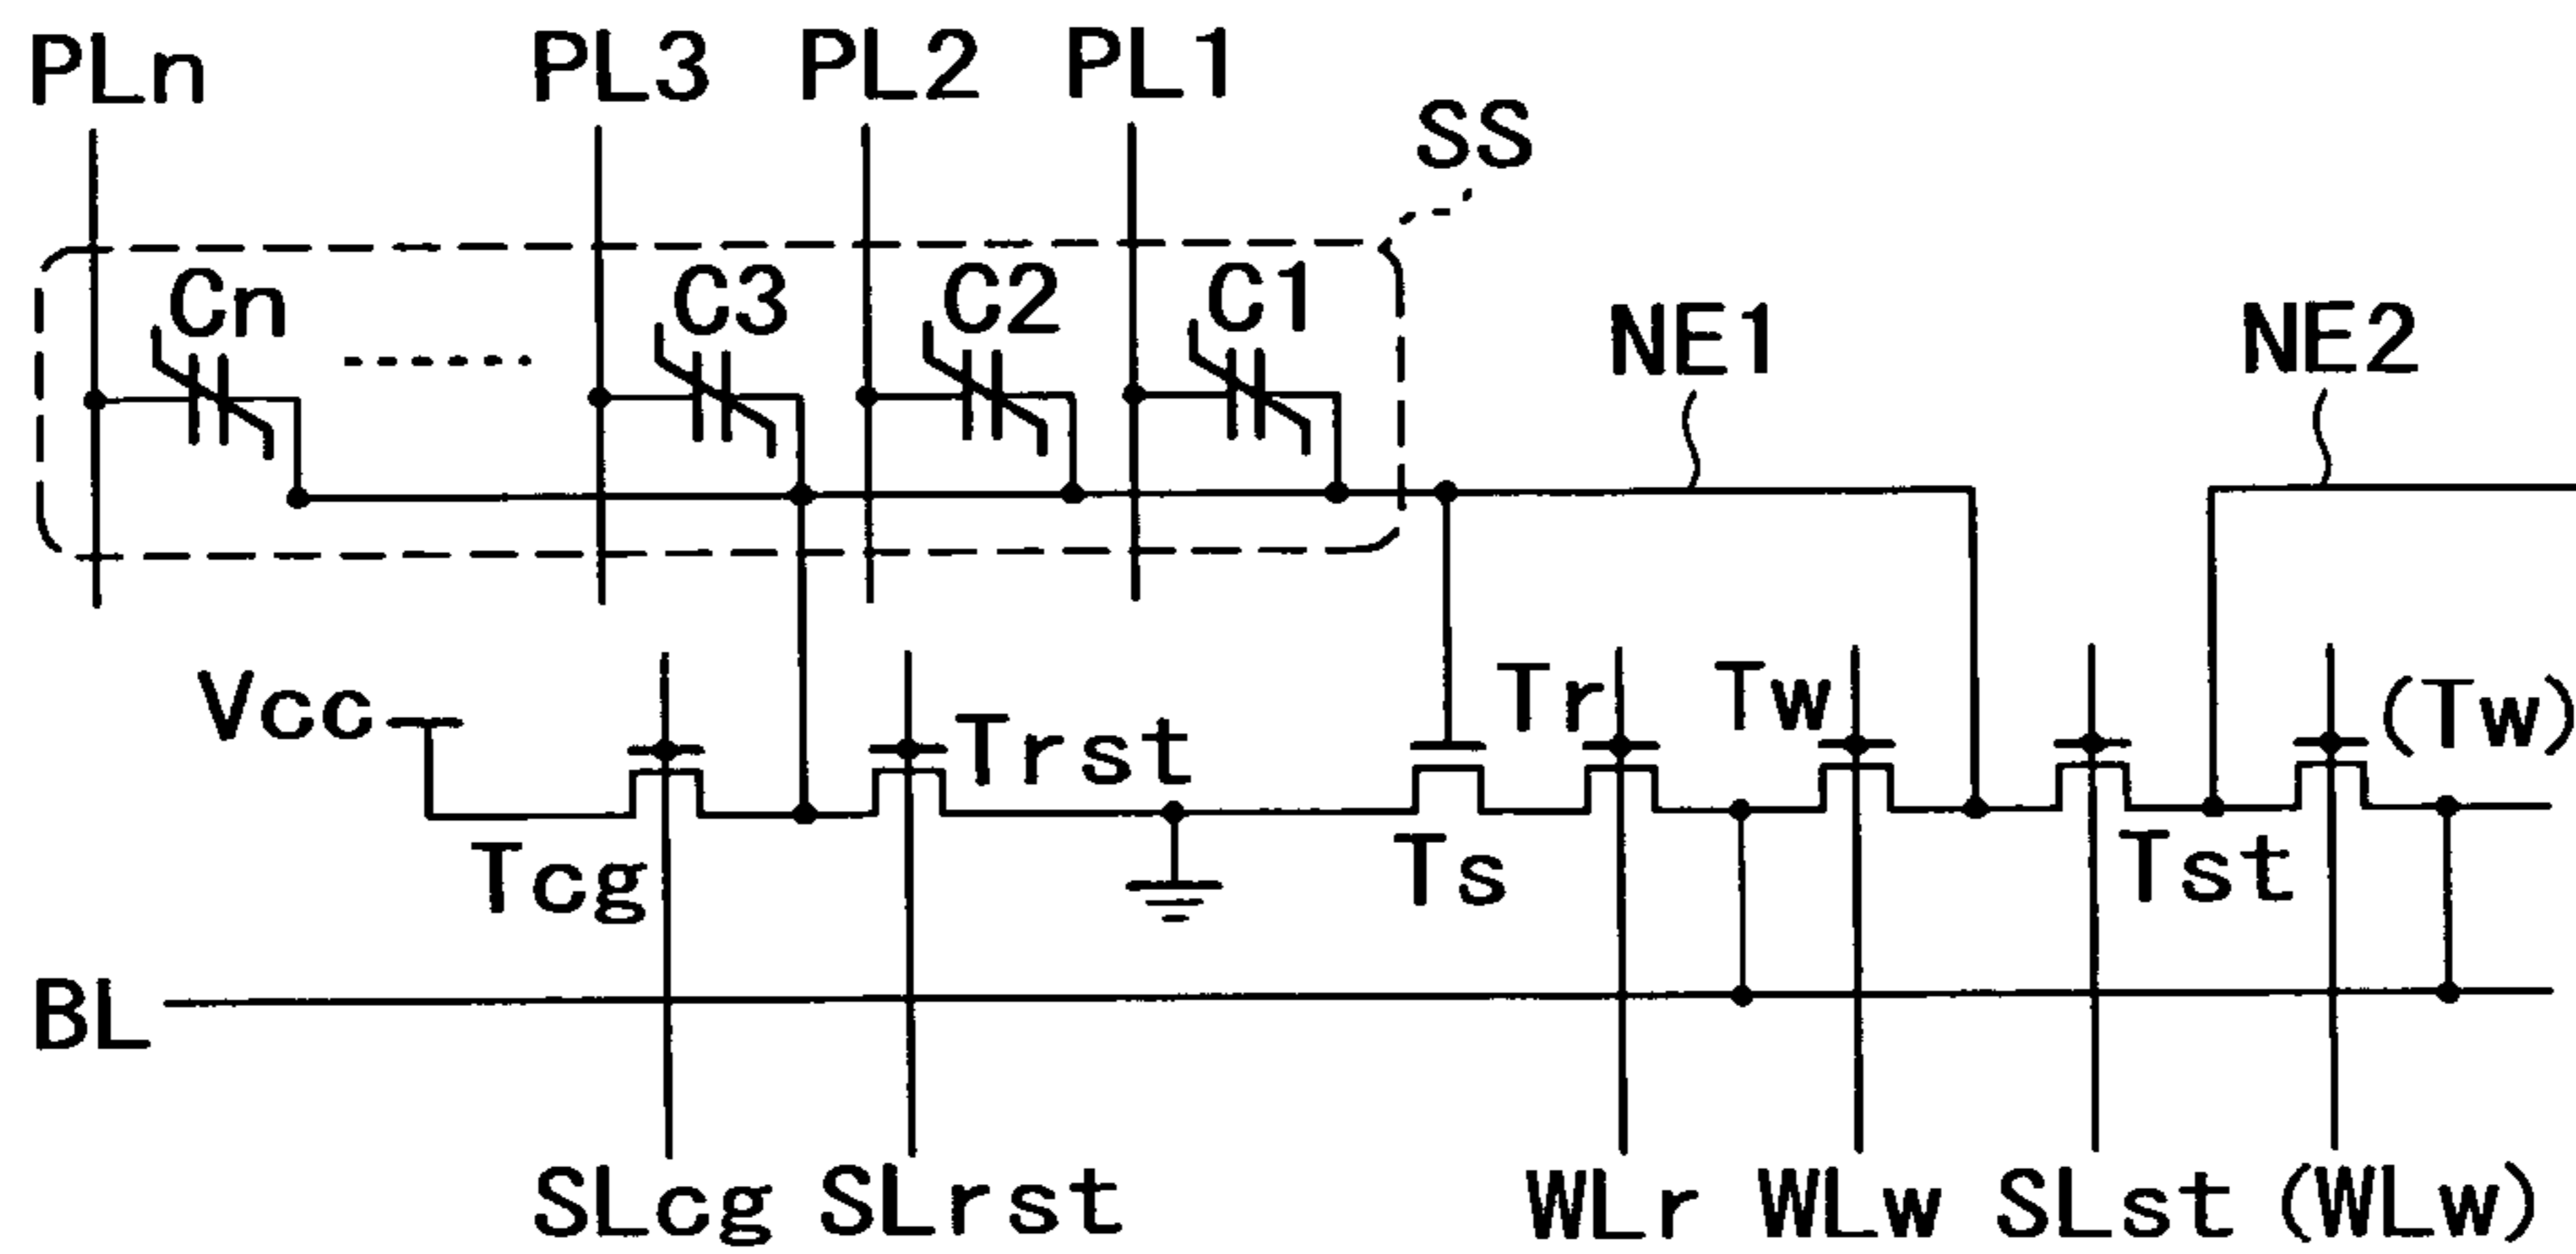 PLn PL3 PL2 PL1
SS
Cn C3 C2 C1
NE1 NE2
Vcc Trst Tr Tw (Tw)
Tcg Ts Tst
BL
SLcg SLrst WLr WLw SLst (WLw)